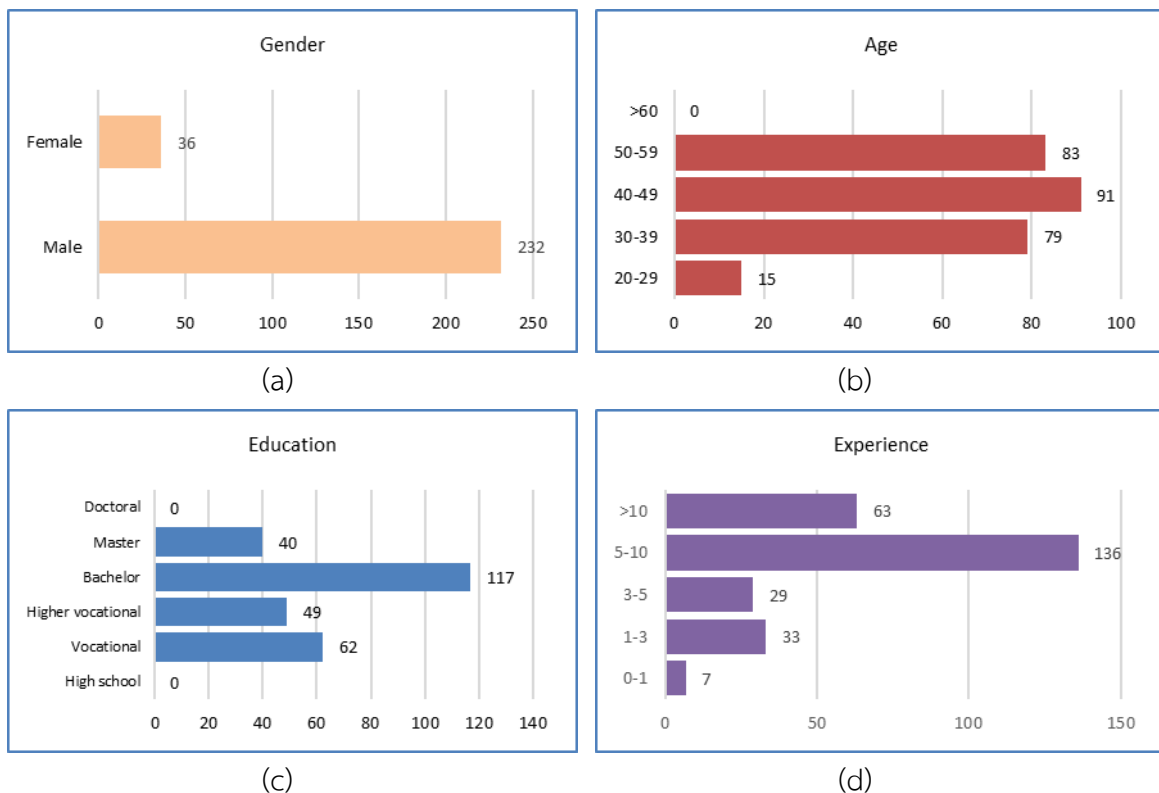 Gender
Female
36
Male
232
0 50 100 150 200 250
(a)
Age
>60
0
50-59
83
40-49
91
30-39
79
20-29
15
0 20 40 60 80 100
(b)
Education
Doctoral
0
Master
40
Bachelor
117
Higher vocational
49
Vocational
62
High school
0
0 20 40 60 80 100 120 140
(c)
Experience
>10
63
5-10
136
3-5
29
1-3
33
0-1
7
0 50 100 150
(d)